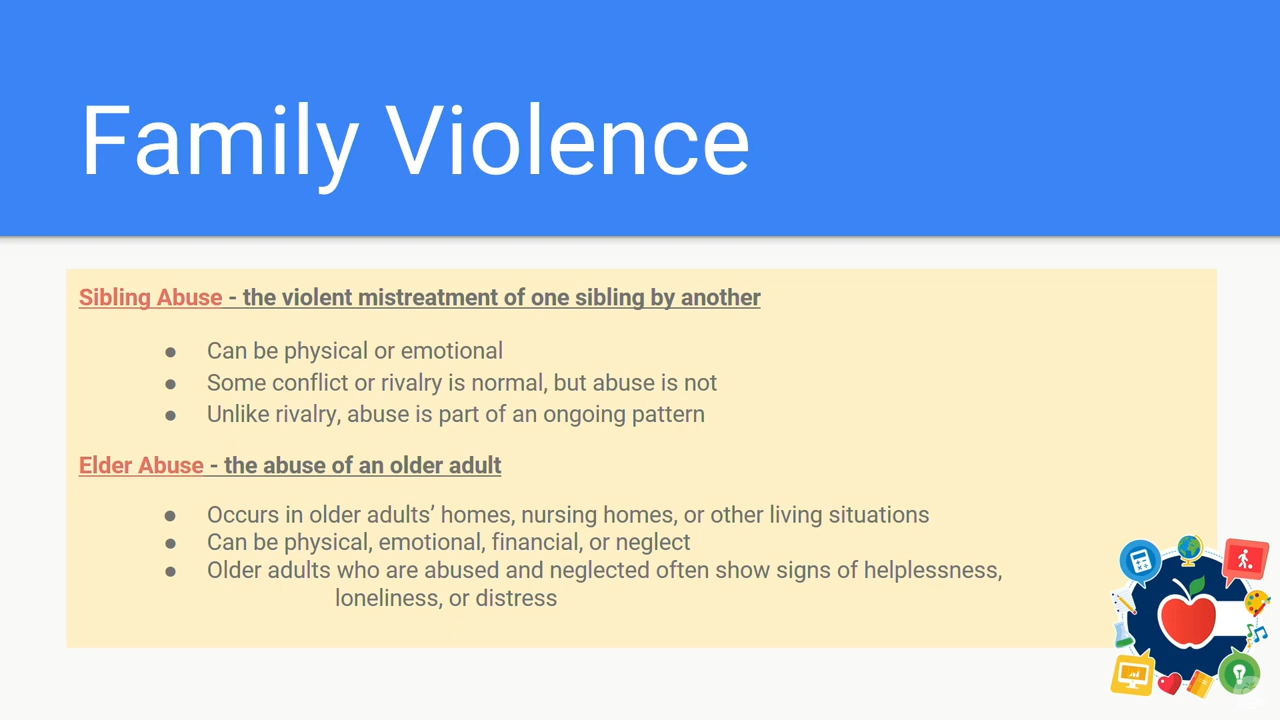 Family Violence
Sibling Abuse - the violent mistreatment of one sibling by another
● Can be physical or emotional
● Some conflict or rivalry is normal, but abuse is not
● Unlike rivalry, abuse is part of an ongoing pattern
Elder Abuse - the abuse of an older adult
● Occurs in older adults’ homes, nursing homes, or other living situations
● Can be physical, emotional, financial, or neglect
● Older adults who are abused and neglected often show signs of helplessness,
loneliness, or distress